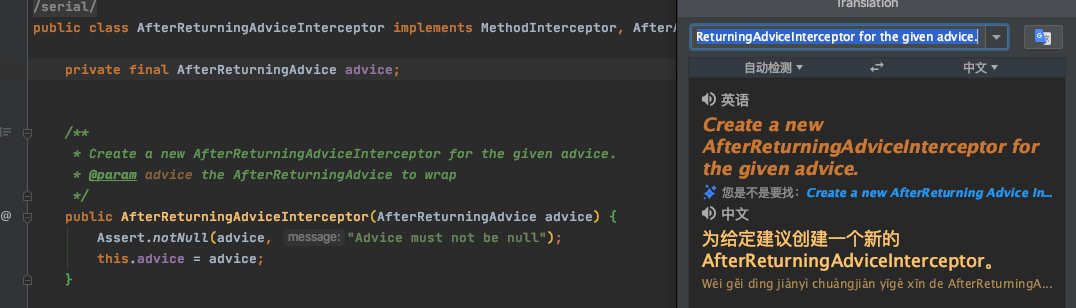 /serial/
public class AfterReturningAdviceInterceptor implements MethodInterceptor, AfterA
private final AfterReturningAdvice advice;
/**
* Create a new AfterReturningAdviceInterceptor for the given advice.
* @param advice the AfterReturningAdvice to wrap
*/
@
public AfterReturningAdviceInterceptor(AfterReturningAdvice advice) {
Assert.notNull(advice, message: "Advice must not be null");
this.advice = advice;
}
Translation
ReturningAdviceInterceptor for the given advice.
自动检测 中文
英语
Create a new
AfterReturningAdviceInterceptor for
the given advice.
您是不是要找: Create a new AfterReturning Advice In...
中文
为给定建议创建一个新的
AfterReturningAdviceInterceptor。
Wèi gěi dìng jiànyì chuàngjiàn yīgè xīn de AfterReturningA...